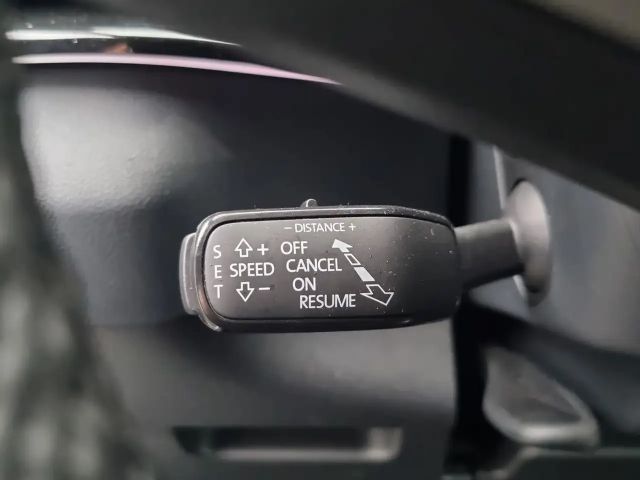 - DISTANCE +
S + OFF
E SPEED CANCEL
T - ON
RESUME